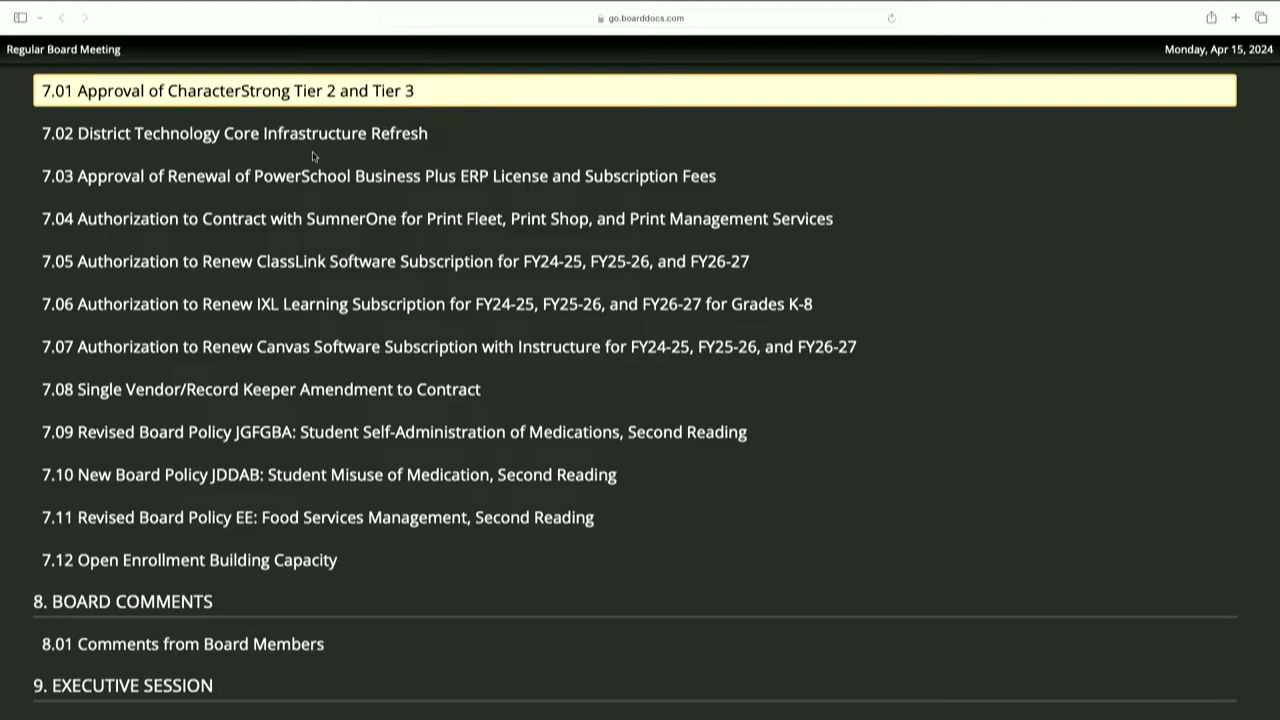 go.boarddocs.com
Regular Board Meeting
Monday, Apr 15, 2024
7.01 Approval of CharacterStrong Tier 2 and Tier 3
7.02 District Technology Core Infrastructure Refresh
7.03 Approval of Renewal of PowerSchool Business Plus ERP License and Subscription Fees
7.04 Authorization to Contract with SumnerOne for Print Fleet, Print Shop, and Print Management Services
7.05 Authorization to Renew ClassLink Software Subscription for FY24-25, FY25-26, and FY26-27
7.06 Authorization to Renew IXL Learning Subscription for FY24-25, FY25-26, and FY26-27 for Grades K-8
7.07 Authorization to Renew Canvas Software Subscription with Instructure for FY24-25, FY25-26, and FY26-27
7.08 Single Vendor/Record Keeper Amendment to Contract
7.09 Revised Board Policy JGFGBA: Student Self-Administration of Medications, Second Reading
7.10 New Board Policy JDDAB: Student Misuse of Medication, Second Reading
7.11 Revised Board Policy EE: Food Services Management, Second Reading
7.12 Open Enrollment Building Capacity
8. BOARD COMMENTS
8.01 Comments from Board Members
9. EXECUTIVE SESSION